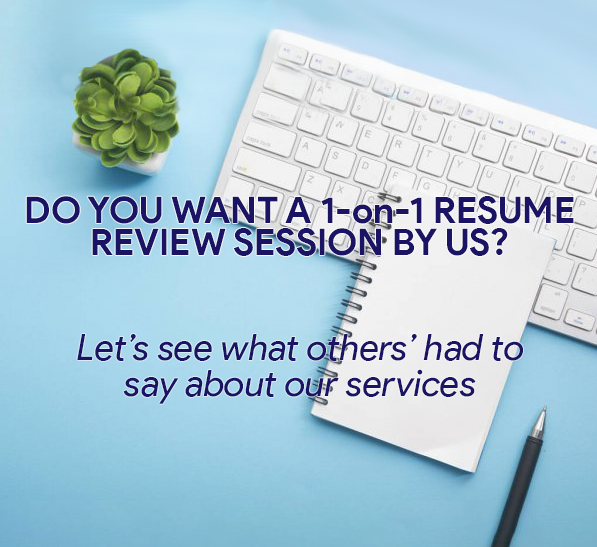 DO YOU WANT A 1-on-1 RESUME
REVIEW SESSION BY US?
Let's see what others' had to
say about our services